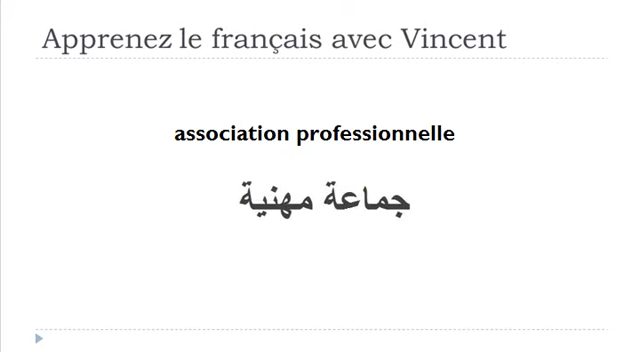 Apprenez le français avec Vincent
association professionnelle
جماعة مهنية